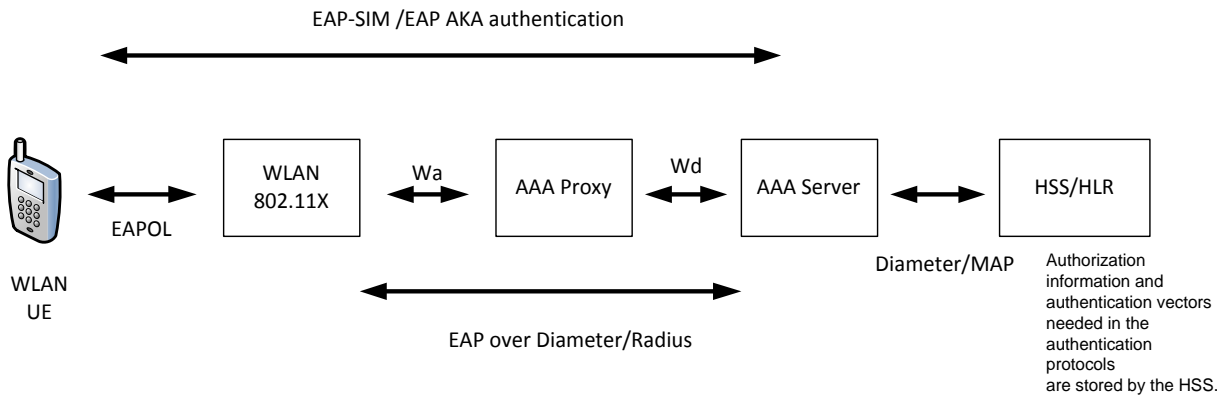 EAP-SIM /EAP AKA authentication
WLAN
802.11X
Wa
AAA Proxy
Wd
AAA Server
HSS/HLR
EAPOL
WLAN
UE
Diameter/MAP
EAP over Diameter/Radius
Authorization
information and
authentication vectors
needed in the
authentication
protocols
are stored by the HSS.